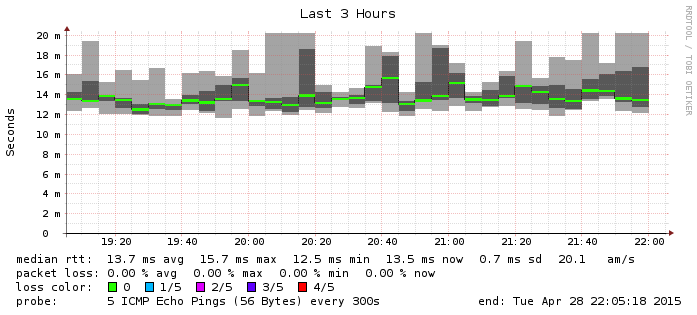 Last 3 Hours
RRDTOOL / TOBI OETIKER
Seconds
20 m
18 m
16 m
14 m
12 m
10 m
8 m
6 m
4 m
2 m
0
19:20 19:40 20:00 20:20 20:40 21:00 21:20 21:40 22:00
median rtt: 13.7 ms avg 15.7 ms max 12.5 ms min 13.5 ms now 0.7 ms sd 20.1 am/s
packet loss: 0.00 % avg 0.00 % max 0.00 % min 0.00 % now
loss color: 0 1/5 2/5 3/5 4/5
probe: 5 ICMP Echo Pings (56 Bytes) every 300s end: Tue Apr 28 22:05:18 2015